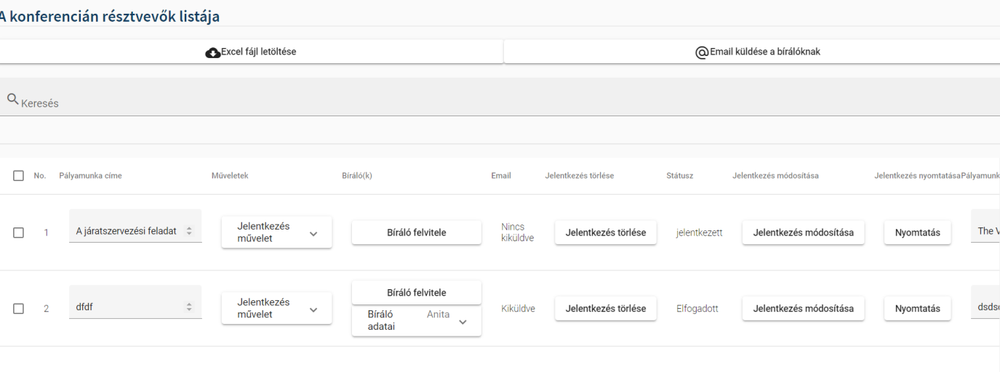 A konferencián résztvevők listája
Excel fájl letöltése
Email küldése a bírálóknak
Keresés
No. Pályamunka címe Műveletek Bíráló(k) Email Jelentkezés törlése Státusz Jelentkezés módosítása Jelentkezés nyomtatása Pályamunk
1 A járatszervezési feladat Jelentkezés művelet Bíráló felvitele Nincs kiküldve Jelentkezés törlése jelentkezett Jelentkezés módosítása Nyomtatás The V
2 dfdf Jelentkezés művelet Bíráló felvitele Kiküldve Jelentkezés törlése Elfogadott Jelentkezés módosítása Nyomtatás dsdsd
Bíráló adatai Anita